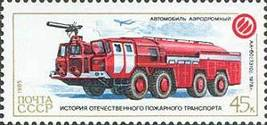 АВТОМОБИЛЬ АЭРОДРОМНЫЙ
1985
ПОЧТА
СССР
ИСТОРИЯ ОТЕЧЕСТВЕННОГО ПОЖАРНОГО ТРАНСПОРТА
45к